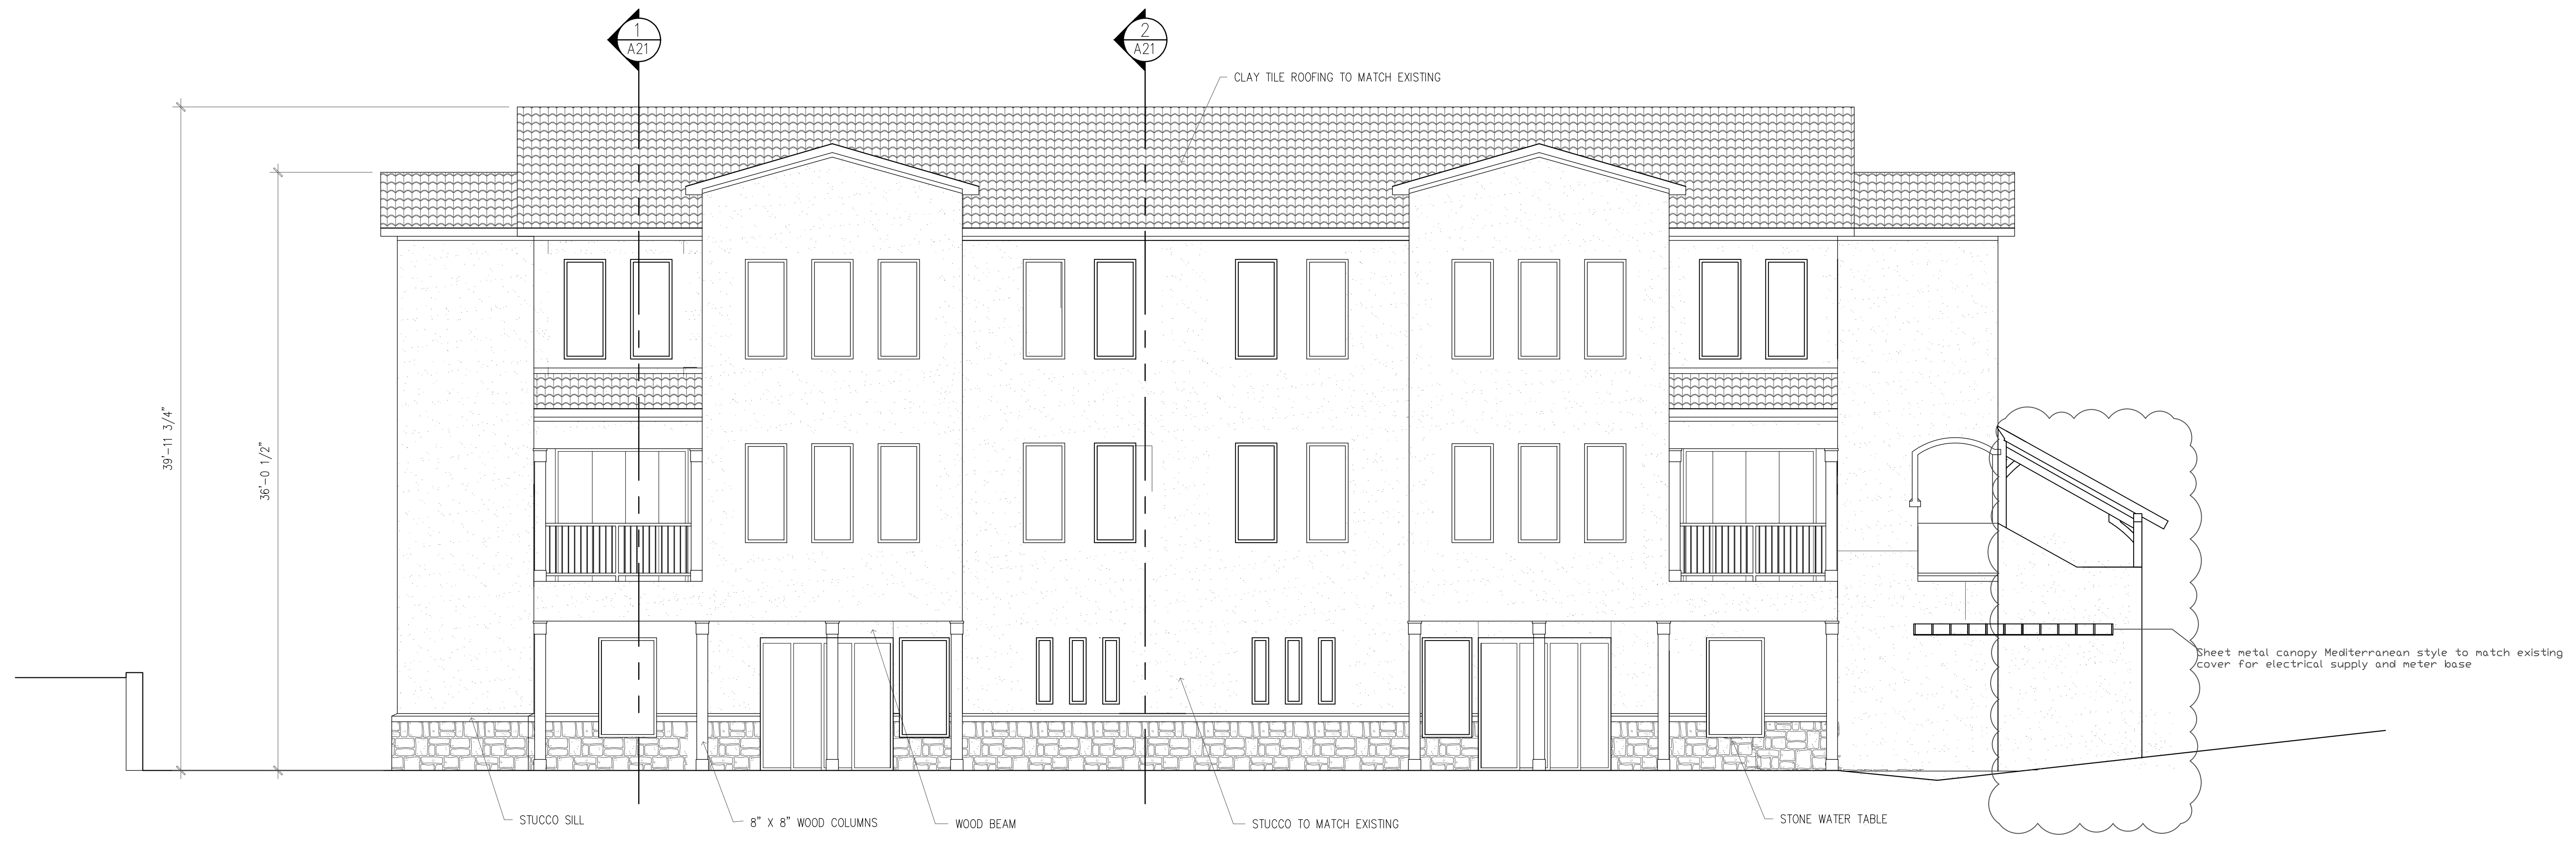 1
A21
2
A21
CLAY TILE ROOFING TO MATCH EXISTING
39'-11 3/4"
36'-0 1/2"
Sheet metal canopy Mediterranean style to match existing
cover for electrical supply and meter base
STUCCO SILL
8" X 8" WOOD COLUMNS
WOOD BEAM
STUCCO TO MATCH EXISTING
STONE WATER TABLE